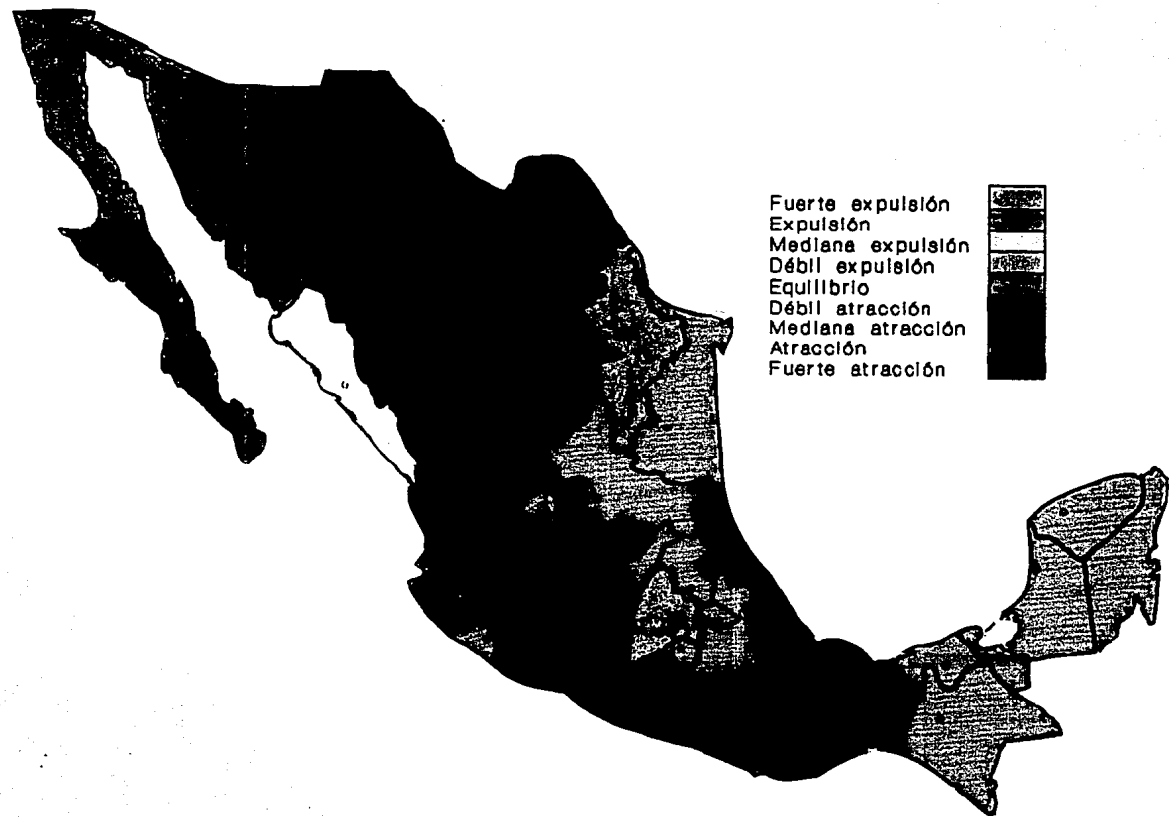 Fuerte expulsión
Expulsión
Mediana expulsión
Débil expulsión
Equilibrio
Débil atracción
Mediana atracción
Atracción
Fuerte atracción